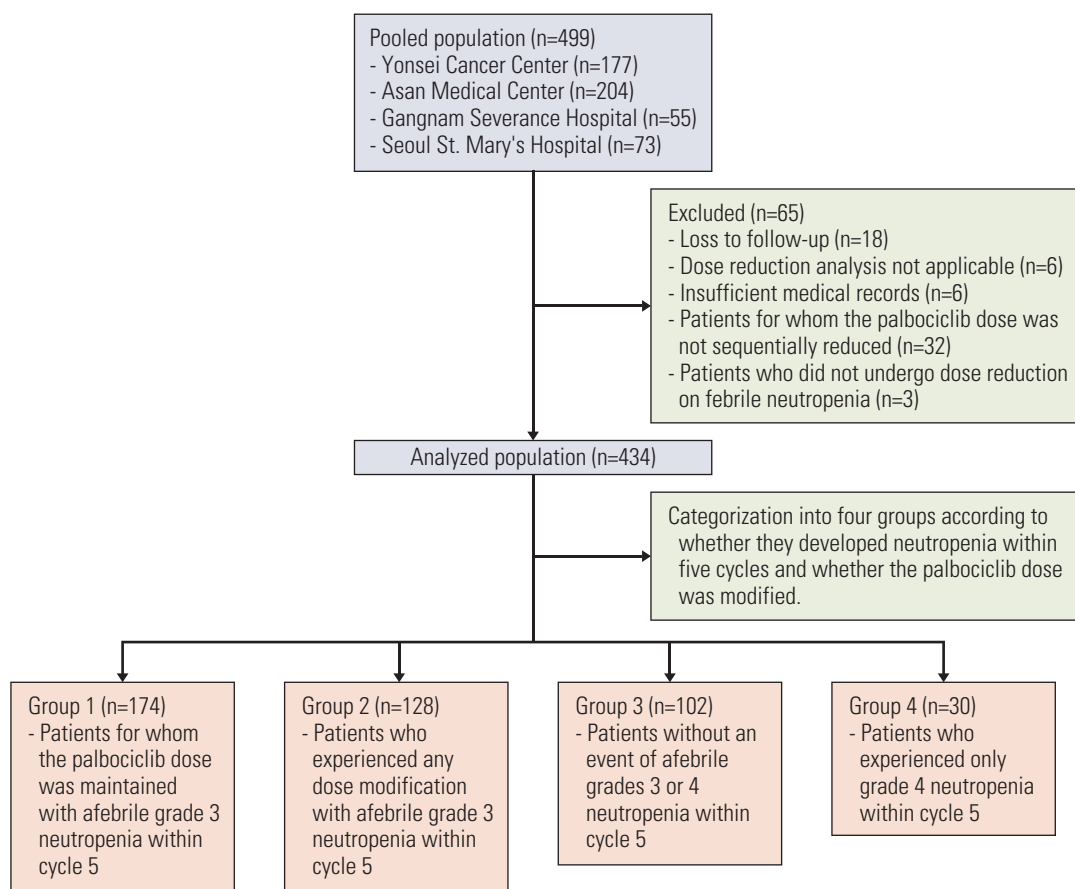 Pooled population (n=499)
- Yonsei Cancer Center (n=177)
- Asan Medical Center (n=204)
- Gangnam Severance Hospital (n=55)
- Seoul St. Mary's Hospital (n=73)
Excluded (n=65)
- Loss to follow-up (n=18)
- Dose reduction analysis not applicable (n=6)
- Insufficient medical records (n=6)
- Patients for whom the palbociclib dose was
not sequentially reduced (n=32)
- Patients who did not undergo dose reduction
on febrile neutropenia (n=3)
Analyzed population (n=434)
Categorization into four groups according to
whether they developed neutropenia within
five cycles and whether the palbociclib dose
was modified.
Group 1 (n=174)
- Patients for whom
the palbociclib dose
was maintained
with afebrile grade 3
neutropenia within
cycle 5
Group 2 (n=128)
- Patients who
experienced any
dose modification
with afebrile grade 3
neutropenia within
cycle 5
Group 3 (n=102)
- Patients without an
event of afebrile
grades 3 or 4
neutropenia within
cycle 5
Group 4 (n=30)
- Patients who
experienced only
grade 4 neutropenia
within cycle 5